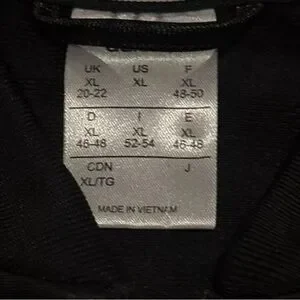 UK US F
XL XL XL
20-22 48-50
D I E
XL XL XL
46-48 52-54 46-48
CDN J
XL/TG
MADE IN VIETNAM